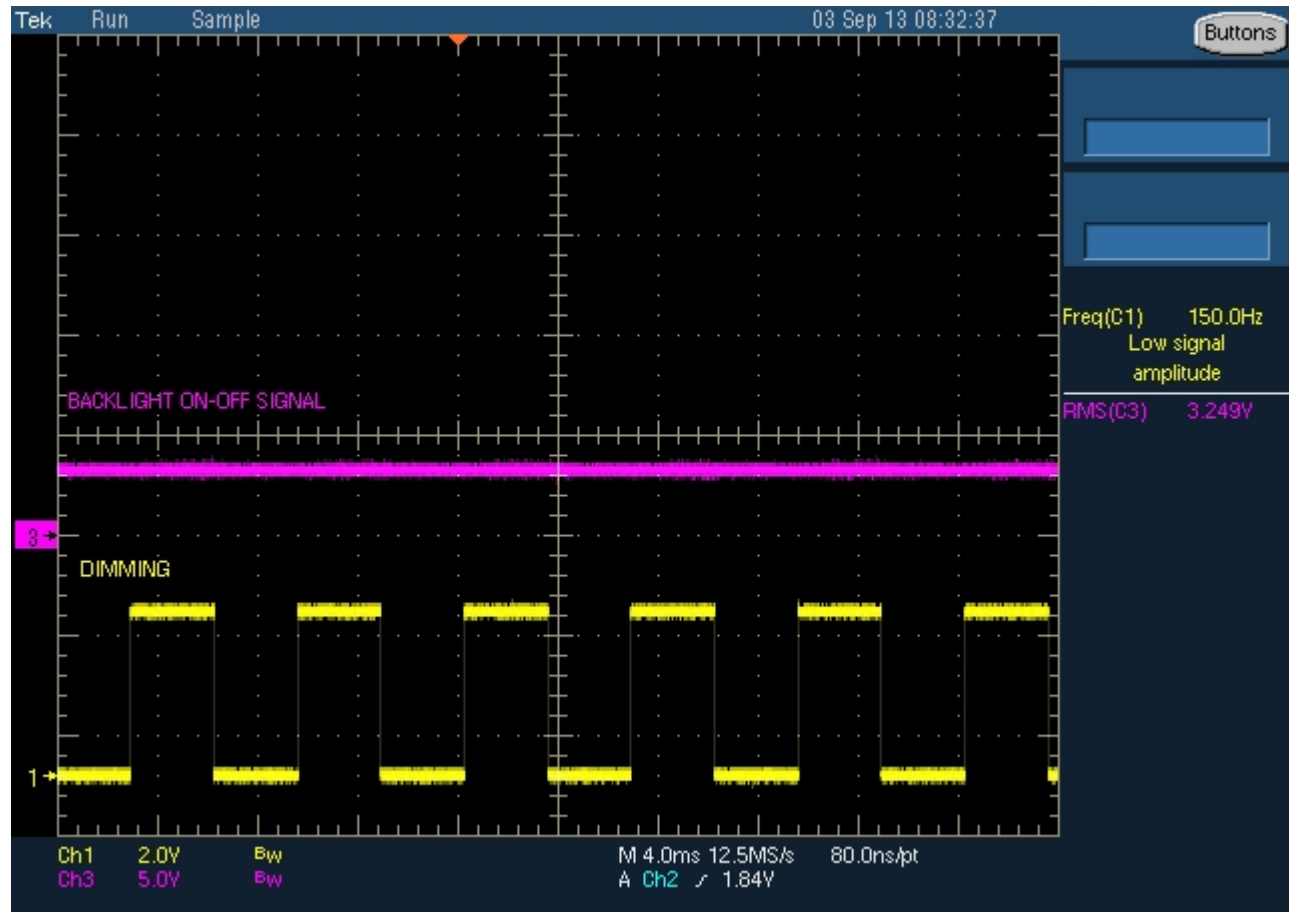 Tek Run Sample 03 Sep 13 08:32:37
Buttons
Freq(C1) 150.0Hz
Low signal
amplitude
BACKLIGHT ON-OFF SIGNAL
RMS(C3) 3.249V
3
DIMMING
1
Ch1 2.0V Bw M 4.0ms 12.5MS/s 80.0ns/pt
Ch3 5.0V Bw A Ch2 / 1.84V